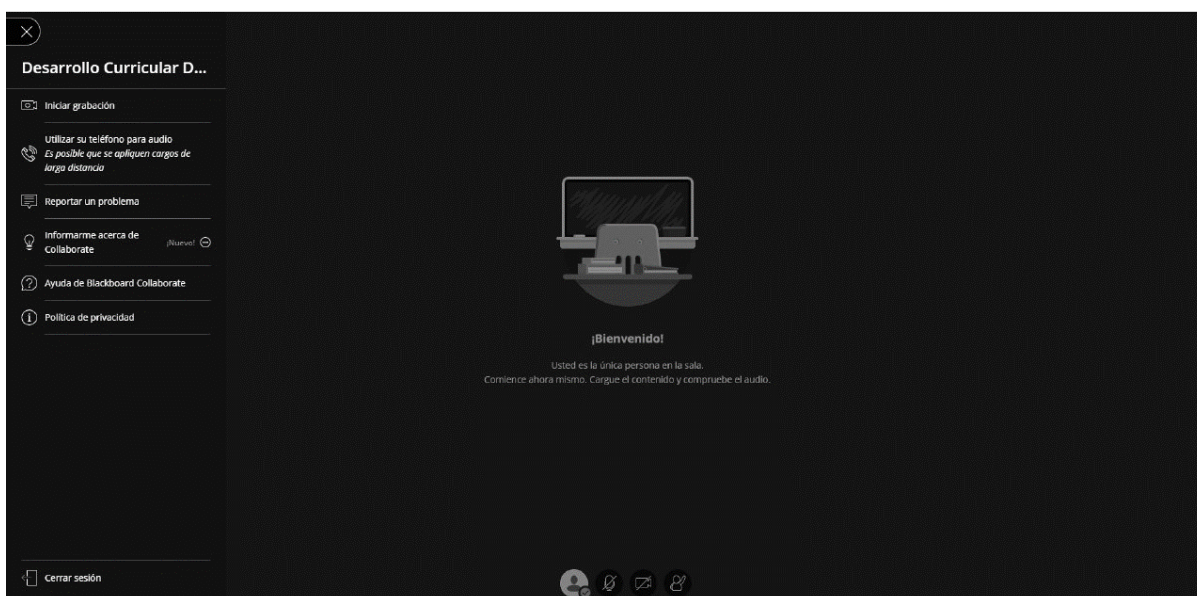 Desarrollo Curricular D...
Iniciar grabación
Utilizar su teléfono para audio
Es posible que se apliquen cargos de
larga distancia
Reportar un problema
Informarme acerca de
Collaborate
¡Nuevo!
Ayuda de Blackboard Collaborate
Política de privacidad
¡Bienvenido!
Usted es la única persona en la sala.
Comience ahora mismo. Cargue el contenido y compruebe el audio.
Cerrar sesión